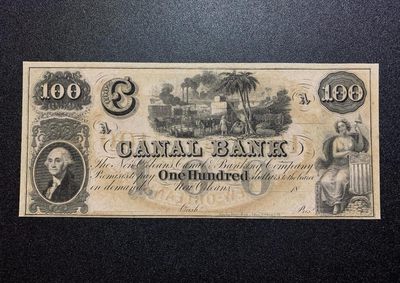 100 C 100
A
A
CANAL BANK
The New Orleans Canal & Banking Company
Promises to pay One Hundred dollars to the bearer
on demand New Orleans 18
Cash. Pres.